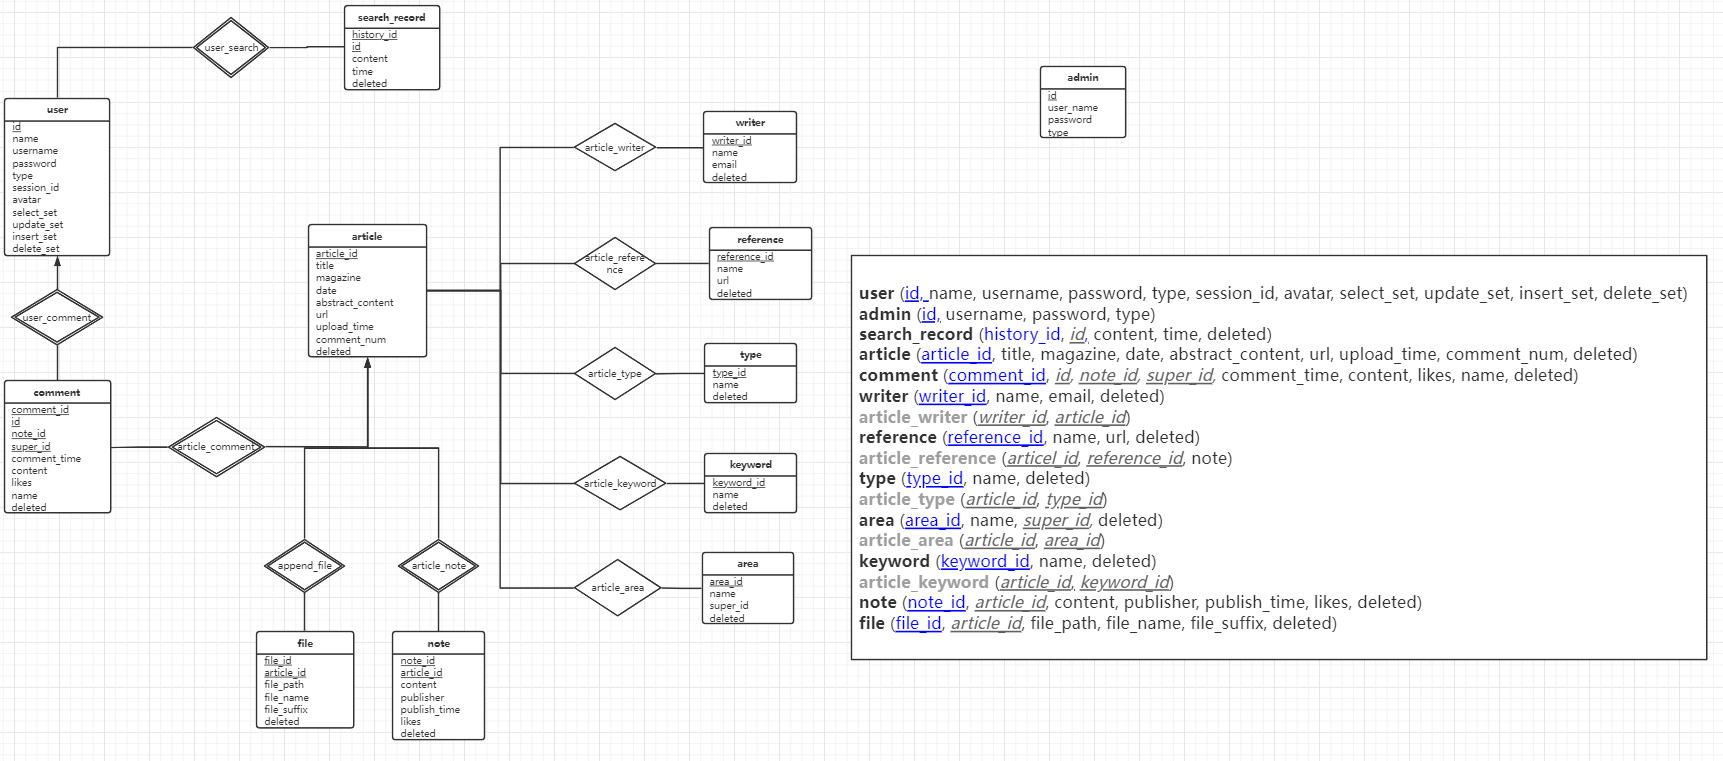 search_record
history_id
id
content
time
deleted
user_search
user
id
name
username
password
type
session_id
avatar
select_set
update_set
insert_set
delete_set
user_comment
comment
comment_id
id
note_id
super_id
comment_time
content
likes
name
deleted
article_comment
article
article_id
title
magazine
date
abstract_content
url
upload_time
comment_num
deleted
append_file
article_note
file
file_id
article_id
file_path
file_name
file_suffix
deleted
note
note_id
article_id
content
publisher
publish_time
likes
deleted
article_writer
writer
writer_id
name
email
deleted
article_refere
nce
reference
reference_id
name
url
deleted
article_type
type
type_id
name
deleted
article_keyword
keyword
keyword_id
name
deleted
article_area
area
area_id
name
super_id
deleted
admin
id
user_name
password
type
user (id, name, username, password, type, session_id, avatar, select_set, update_set, insert_set, delete_set)
admin (id, username, password, type)
search_record (history_id, id, content, time, deleted)
article (article_id, title, magazine, date, abstract_content, url, upload_time, comment_num, deleted)
comment (comment_id, id, note_id, super_id, comment_time, content, likes, name, deleted)
writer (writer_id, name, email, deleted)
article_writer (writer_id, article_id)
reference (reference_id, name, url, deleted)
article_reference (articel_id, reference_id, note)
type (type_id, name, deleted)
article_type (article_id, type_id)
area (area_id, name, super_id, deleted)
article_area (article_id, area_id)
keyword (keyword_id, name, deleted)
article_keyword (article_id, keyword_id)
note (note_id, article_id, content, publisher, publish_time, likes, deleted)
file (file_id, article_id, file_path, file_name, file_suffix, deleted)